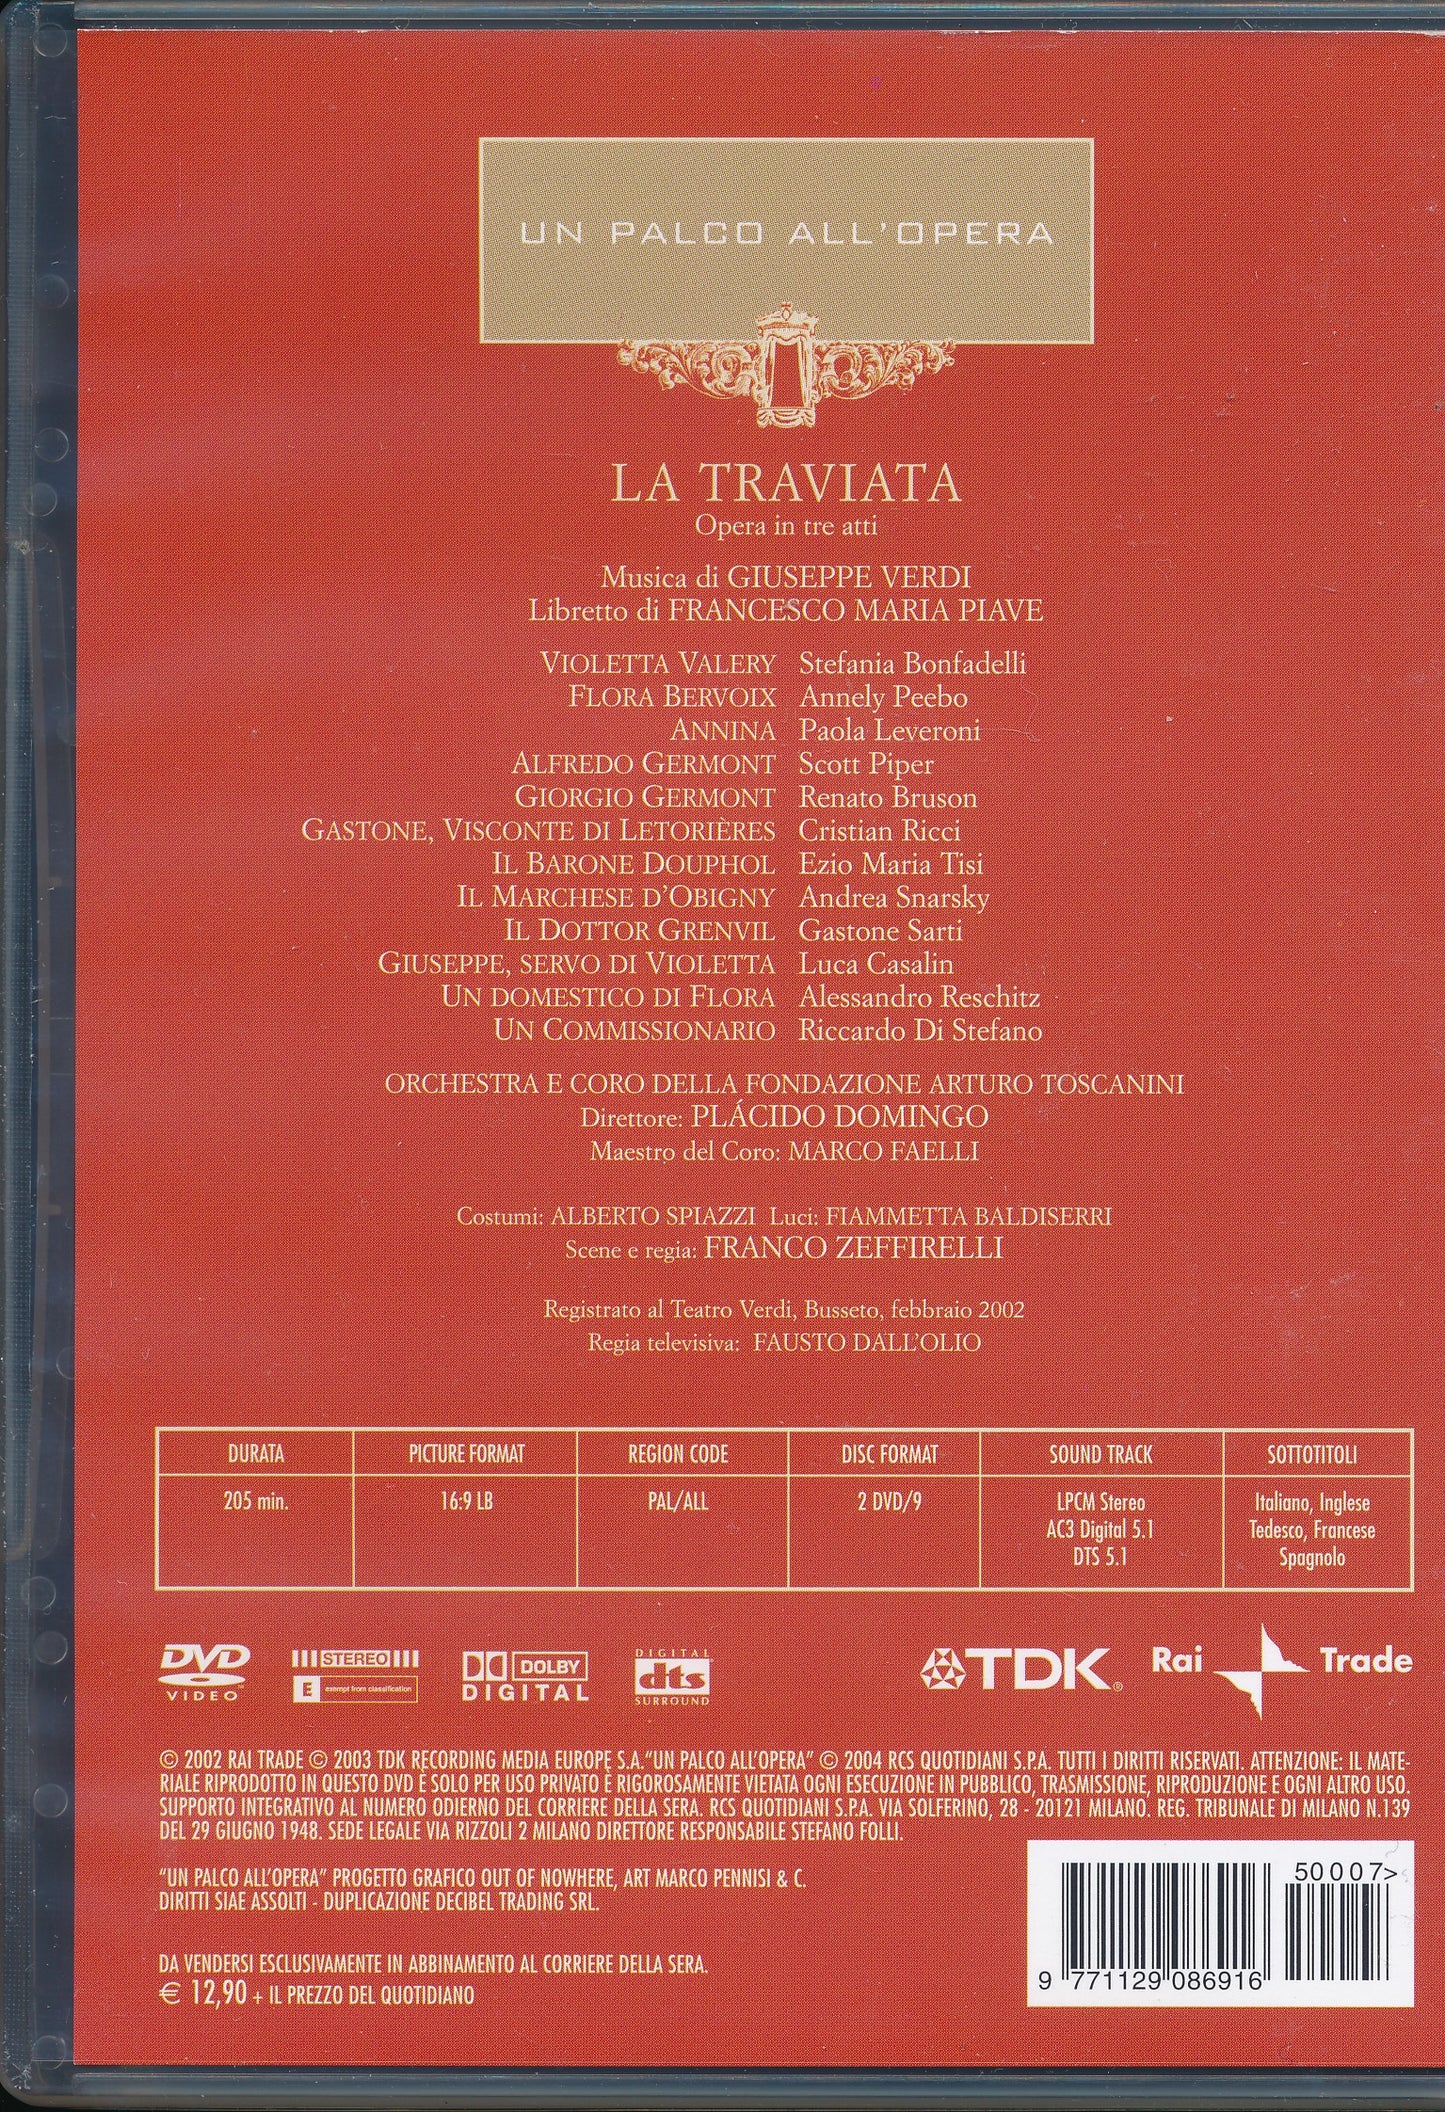 UN PALCO ALL'OPERA
LA TRAVIATA
Opera in tre atti
Musica di GIUSEPPE VERDI
Libretto di FRANCESCO MARIA PIAVE
VIOLETTA VALERY Stefania Bonfadelli
FLORA BERVOIX Annely Peebo
ANNINA Paola Leveroni
ALFREDO GERMONT Scott Piper
GIORGIO GERMONT Renato Bruson
GASTONE, VISCONTE DI LETORIÈRES Cristian Ricci
IL BARONE DOUPHOL Ezio Maria Tisi
IL MARCHESE D'OBIGNY Andrea Snarsky
IL DOTTOR GRENVIL Gastone Sarti
GIUSEPPE, SERVO DI VIOLETTA Luca Casalin
UN DOMESTICO DI FLORA Alessandro Reschitz
UN COMMISSIONARIO Riccardo Di Stefano
ORCHESTRA E CORO DELLA FONDAZIONE ARTURO TOSCANINI
Direttore: PLÁCIDO DOMINGO
Maestro del Coro: MARCO FAELLI
Costumi: ALBERTO SPIAZZI Luci: FIAMMETTA BALDISERRI
Scene e regia: FRANCO ZEFFIRELLI
Registrato al Teatro Verdi, Busseto, febbraio 2002
Regia televisiva: FAUSTO DALL'OLIO
DURATA PICTURE FORMAT REGION CODE DISC FORMAT SOUND TRACK SOTTOTITOLI
205 min. 16:9 LB PAL/ALL 2 DVD/9 LPCM Stereo Italiano, Inglese
AC3 Digital 5.1 Tedesco, Francese
DTS 5.1 Spagnolo
DVD VIDEO
STEREO
E exempt from classification
DOLBY DIGITAL
DIGITAL dts SURROUND
TDK®
Rai Trade
© 2002 RAI TRADE © 2003 TDK RECORDING MEDIA EUROPE S.A. "UN PALCO ALL'OPERA" © 2004 RCS QUOTIDIANI S.P.A. TUTTI I DIRITTI RISERVATI. ATTENZIONE: IL MATE-
RIALE RIPRODOTTO IN QUESTO DVD È SOLO PER USO PRIVATO È RIGOROSAMENTE VIETATA OGNI ESECUZIONE IN PUBBLICO, TRASMISSIONE, RIPRODUZIONE E OGNI ALTRO USO.
SUPPORTO INTEGRATIVO AL NUMERO ODIERNO DEL CORRIERE DELLA SERA. RCS QUOTIDIANI S.P.A. VIA SOLFERINO, 28 - 20121 MILANO. REG. TRIBUNALE DI MILANO N.139
DEL 29 GIUGNO 1948. SEDE LEGALE VIA RIZZOLI 2 MILANO DIRETTORE RESPONSABILE STEFANO FOLLI.
"UN PALCO ALL'OPERA" PROGETTO GRAFICO OUT OF NOWHERE, ART MARCO PENNISI & C.
DIRITTI SIAE ASSOLTI - DUPLICAZIONE DECIBEL TRADING SRL.
DA VENDERSI ESCLUSIVAMENTE IN ABBINAMENTO AL CORRIERE DELLA SERA.
€ 12,90 + IL PREZZO DEL QUOTIDIANO
50007>
9 771129 086916